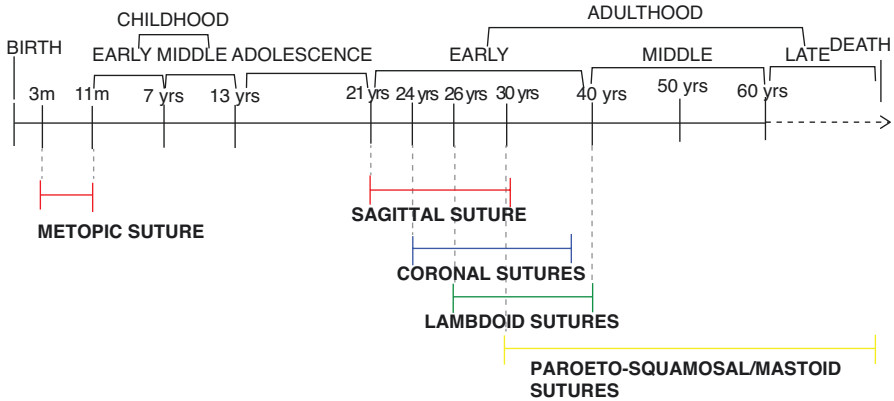 ADULTHOOD
CHILDHOOD
BIRTH EARLY MIDDLE ADOLESCENCE EARLY MIDDLE LATE DEATH
3m 11m 7 yrs 13 yrs 21 yrs 24 yrs 26 yrs 30 yrs 40 yrs 50 yrs 60 yrs
METOPIC SUTURE
SAGITTAL SUTURE
CORONAL SUTURES
LAMBDOID SUTURES
PAROETO-SQUAMOSAL/MASTOID
SUTURES